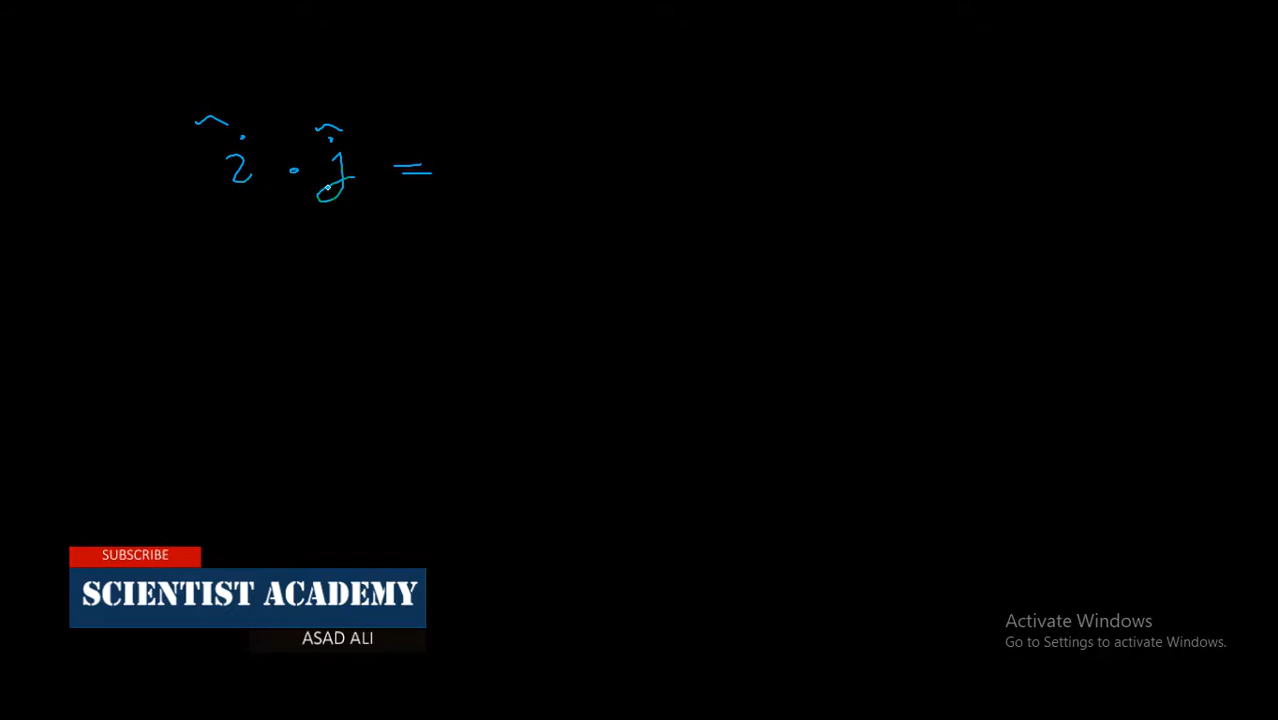 î · ĵ =
SUBSCRIBE
SCIENTIST ACADEMY
ASAD ALI
Activate Windows
Go to Settings to activate Windows.